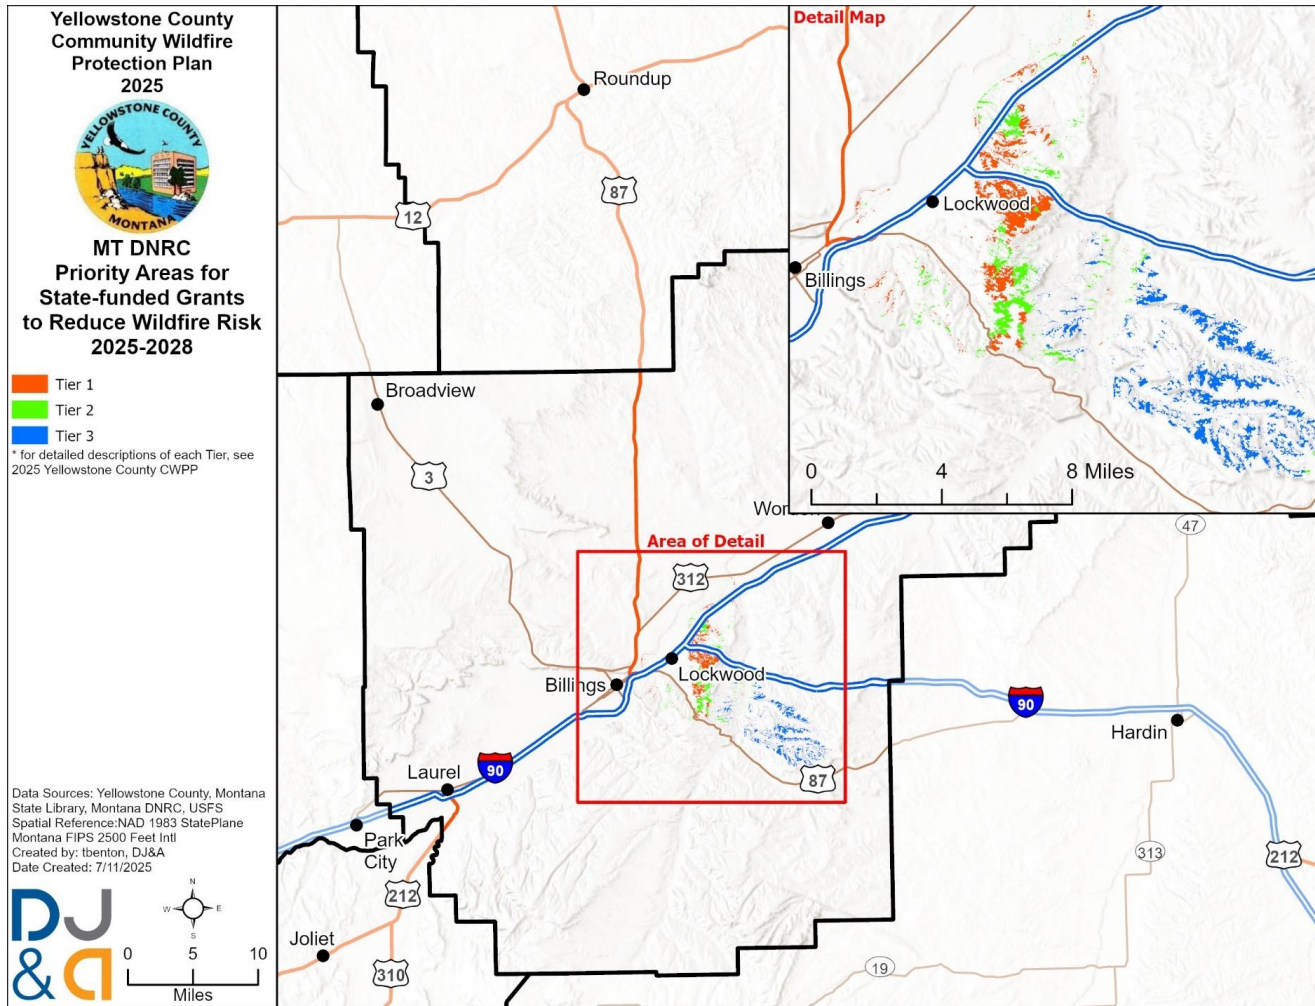 Yellowstone County
Community Wildfire
Protection Plan
2025
YELLOWSTONE COUNTY
MONTANA
MT DNRC
Priority Areas for
State-funded Grants
to Reduce Wildfire Risk
2025-2028
Tier 1
Tier 2
Tier 3
* for detailed descriptions of each Tier, see
2025 Yellowstone County CWPP
Data Sources: Yellowstone County, Montana
State Library, Montana DNRC, USFS
Spatial Reference:NAD 1983 StatePlane
Montana FIPS 2500 Feet Intl
Created by: tbenton, DJ&A
Date Created: 7/11/2025
DJ
&a
N
W E
S
0 5 10
Miles
Roundup
87
12
Broadview
3
Area of Detail
312
Lockwood
Billings
90
Laurel
Park
City
212
Joliet
310
87
90
Hardin
47
313
212
19
Detail Map
Lockwood
Billings
0 4 8 Miles